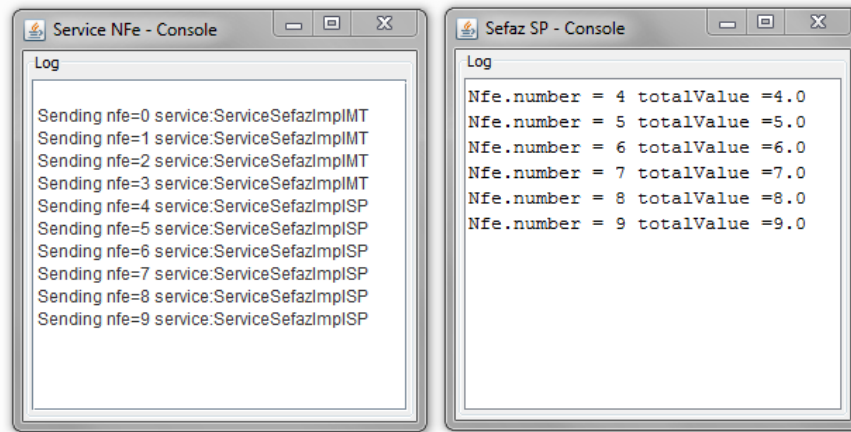 Service NFe - Console
Log
Sending nfe=0 service:ServiceSefazImplMT
Sending nfe=1 service:ServiceSefazImplMT
Sending nfe=2 service:ServiceSefazImplMT
Sending nfe=3 service:ServiceSefazImplMT
Sending nfe=4 service:ServiceSefazImplSP
Sending nfe=5 service:ServiceSefazImplSP
Sending nfe=6 service:ServiceSefazImplSP
Sending nfe=7 service:ServiceSefazImplSP
Sending nfe=8 service:ServiceSefazImplSP
Sending nfe=9 service:ServiceSefazImplSP
Sefaz SP - Console
Log
Nfe.number = 4 totalValue =4.0
Nfe.number = 5 totalValue =5.0
Nfe.number = 6 totalValue =6.0
Nfe.number = 7 totalValue =7.0
Nfe.number = 8 totalValue =8.0
Nfe.number = 9 totalValue =9.0